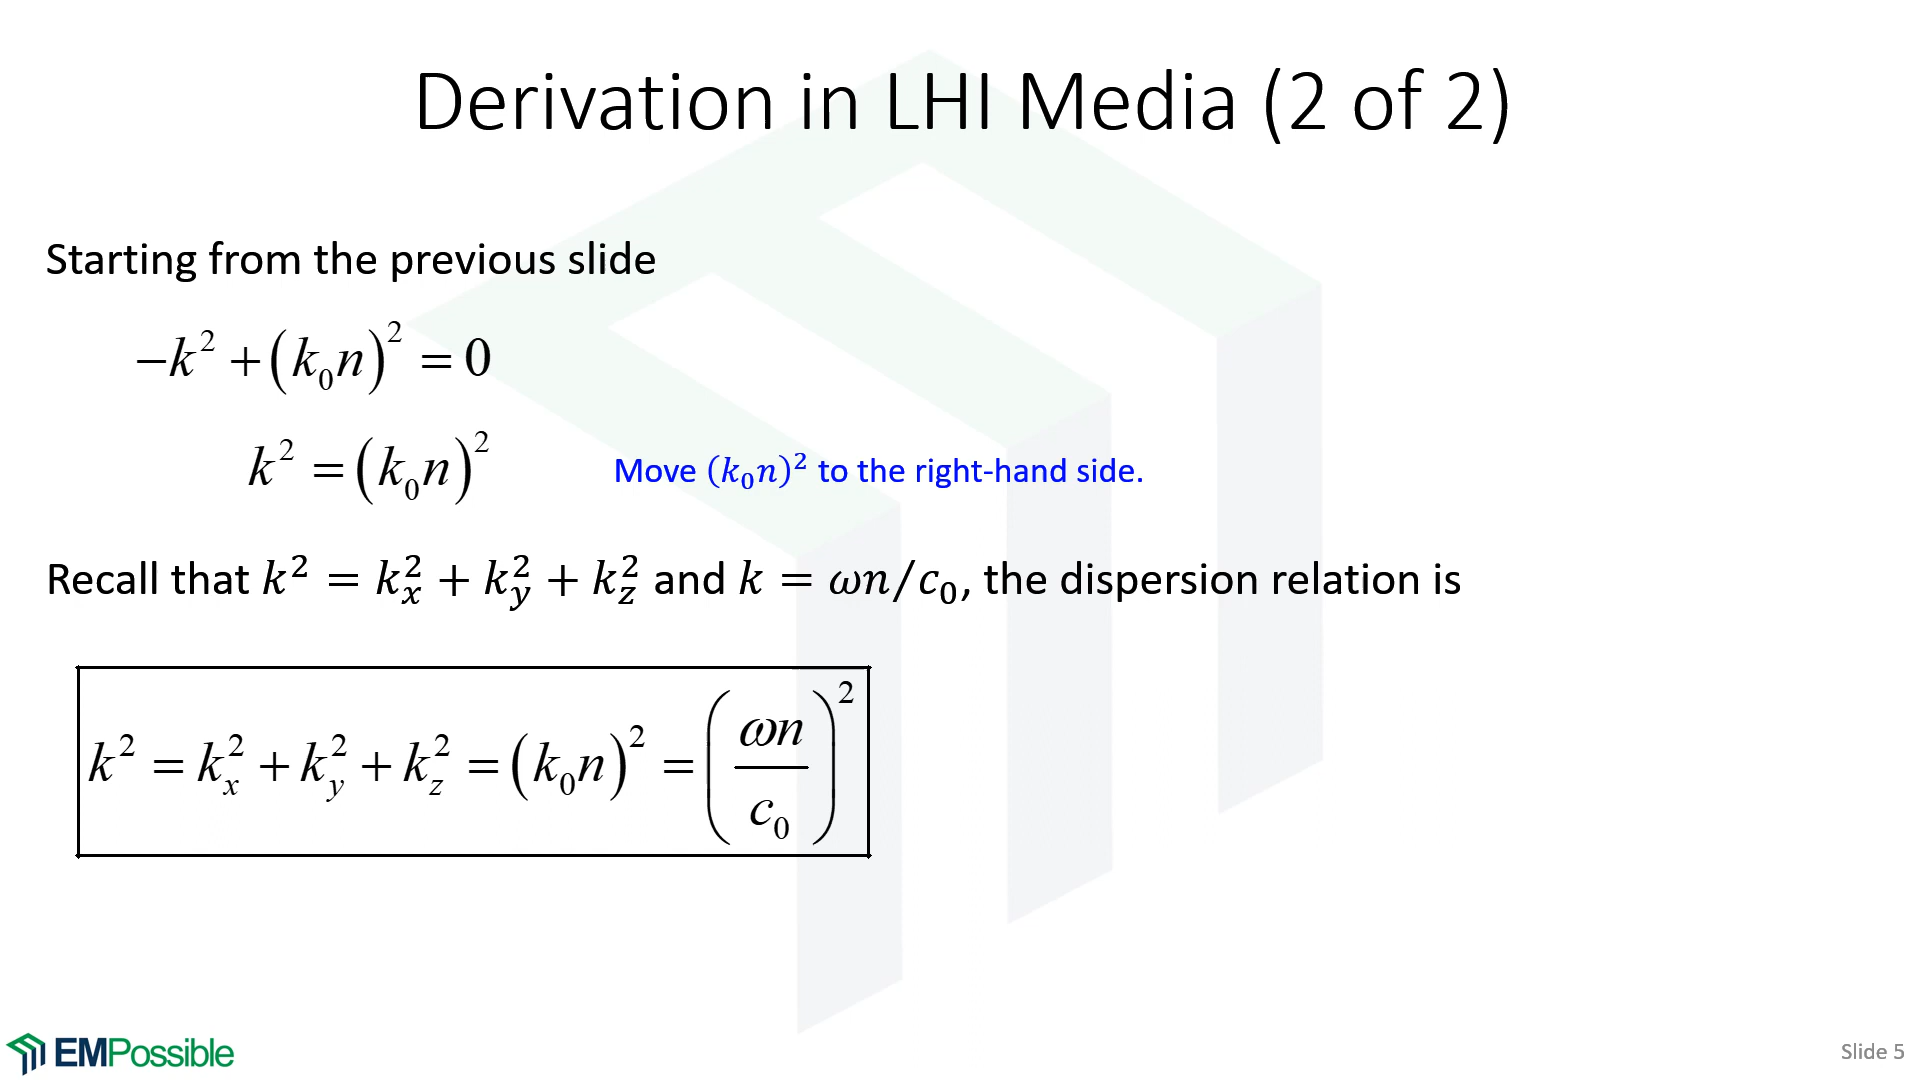 Derivation in LHI Media (2 of 2)
Starting from the previous slide
−k² + (k₀n)² = 0
k² = (k₀n)²
Move (k₀n)² to the right-hand side.
Recall that k² = kₓ² + k_y² + k_z² and k = ωn/c₀, the dispersion relation is
k² = kₓ² + k_y² + k_z² = (k₀n)² = (ωn/c₀)²
EMPossible
Slide 5